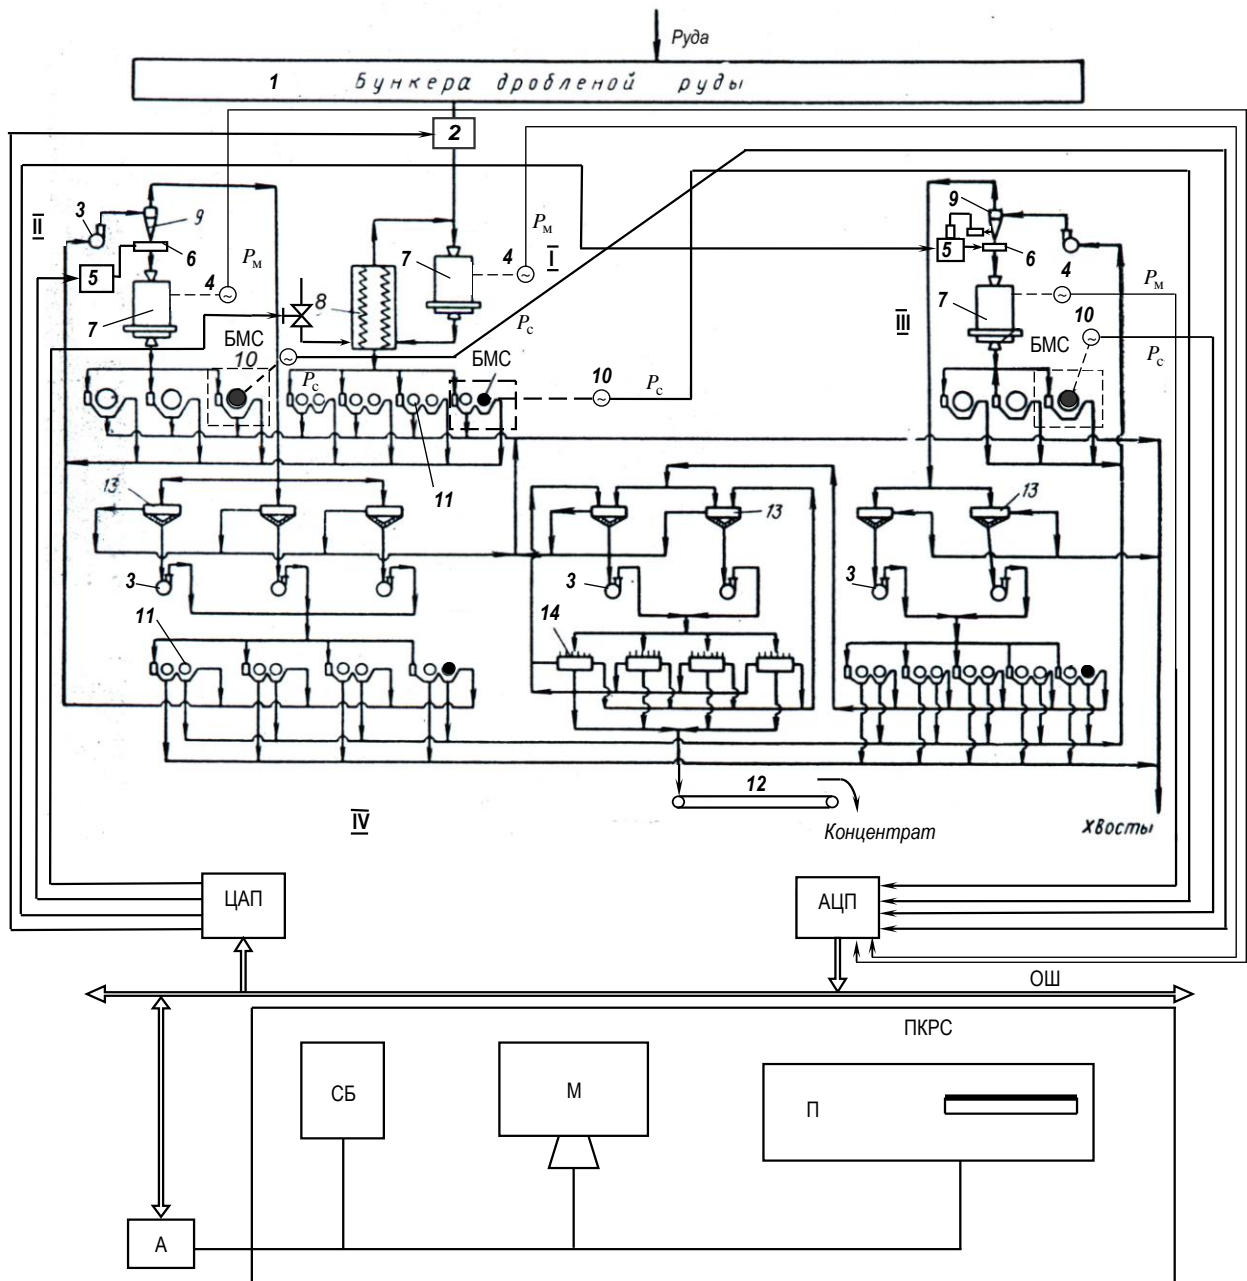 Руда
1 Бункера дробленой руды
2
II
3
9
6
5
4
Pм
7
8
7
4
Pм
I
Pс
9
5
6
4
Pм
7
III
10
Pс
БМС
БМС
10
Pс
БМС
10
Pс
11
13
13
13
3
3
3
11
14
12
Концентрат
Хвосты
IV
ЦАП
АЦП
ОШ
ПКРС
СБ
М
П
А